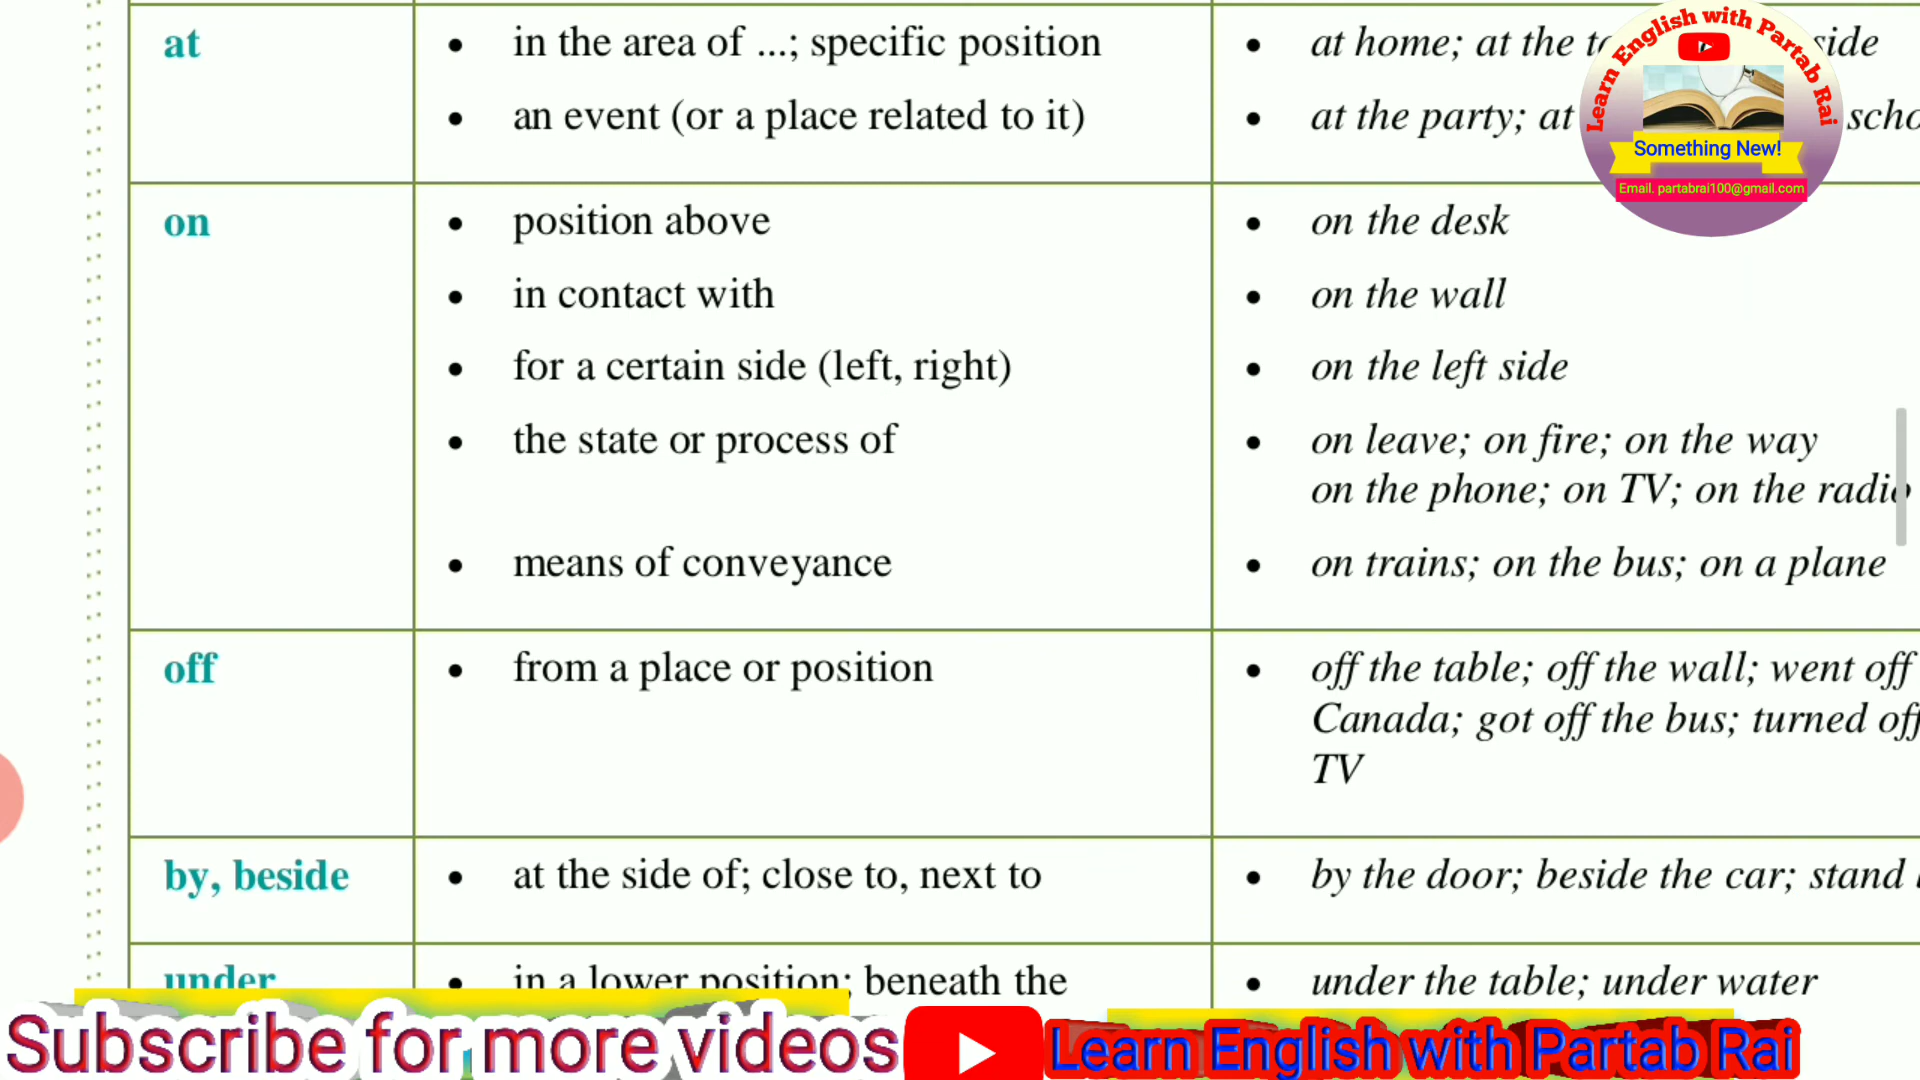 at
• in the area of ...; specific position
• at home; at the side
• an event (or a place related to it)
• at the party; at
on
• position above
• on the desk
• in contact with
• on the wall
• for a certain side (left, right)
• on the left side
• the state or process of
• on leave; on fire; on the way
on the phone; on TV; on the radio
• means of conveyance
• on trains; on the bus; on a plane
off
• from a place or position
• off the table; off the wall; went off
Canada; got off the bus; turned off
TV
by, beside
• at the side of; close to, next to
• by the door; beside the car; stand
under
• in a lower position; beneath the
• under the table; under water
Learn English with Partab Rai
Something New!
Email. partabrai100@gmail.com
Subscribe for more videos
Learn English with Partab Rai